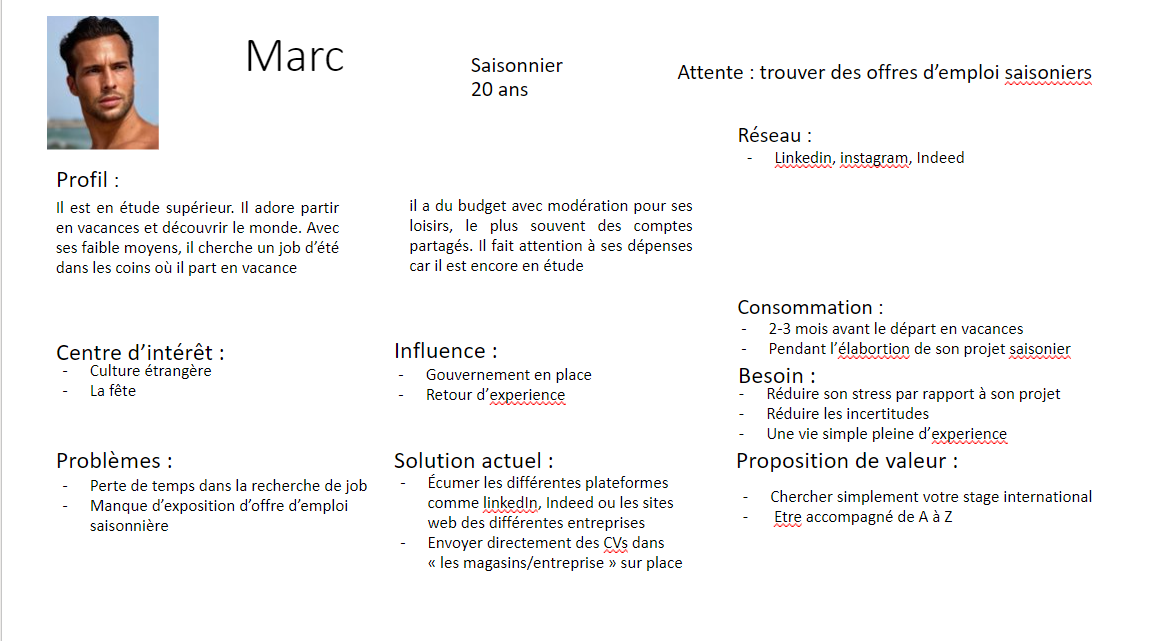 Marc
Saisonnier
20 ans
Attente : trouver des offres d’emploi saisoniers
Réseau :
- Linkedin, instagram, Indeed
Profil :
Il est en étude supérieur. Il adore partir
en vacances et découvrir le monde. Avec
ses faible moyens, il cherche un job d’été
dans les coins où il part en vacance
il a du budget avec modération pour ses
loisirs, le plus souvent des comptes
partagés. Il fait attention à ses dépenses
car il est encore en étude
Consommation :
- 2-3 mois avant le départ en vacances
- Pendant l’élabortion de son projet saisonier
Centre d’intérêt :
- Culture étrangère
- La fête
Influence :
- Gouvernement en place
- Retour d’experience
Besoin :
- Réduire son stress par rapport à son projet
- Réduire les incertitudes
- Une vie simple pleine d’experience
Problèmes :
- Perte de temps dans la recherche de job
- Manque d’exposition d’offre d’emploi
saisonnière
Solution actuel :
- Écumer les différentes plateformes
comme linkedIn, Indeed ou les sites
web des différentes entreprises
- Envoyer directement des CVs dans
« les magasins/entreprise » sur place
Proposition de valeur :
- Chercher simplement votre stage international
- Etre accompagné de A à Z